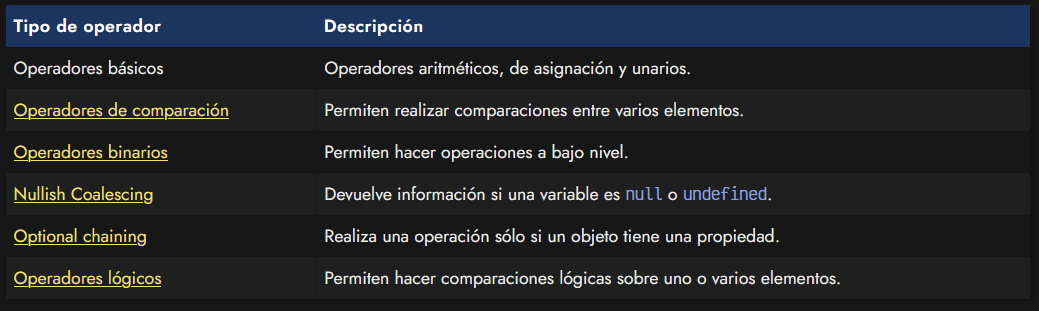 Tipo de operador Descripción
Operadores básicos Operadores aritméticos, de asignación y unarios.
Operadores de comparación Permiten realizar comparaciones entre varios elementos.
Operadores binarios Permiten hacer operaciones a bajo nivel.
Nullish Coalescing Devuelve información si una variable es null o undefined.
Optional chaining Realiza una operación sólo si un objeto tiene una propiedad.
Operadores lógicos Permiten hacer comparaciones lógicas sobre uno o varios elementos.